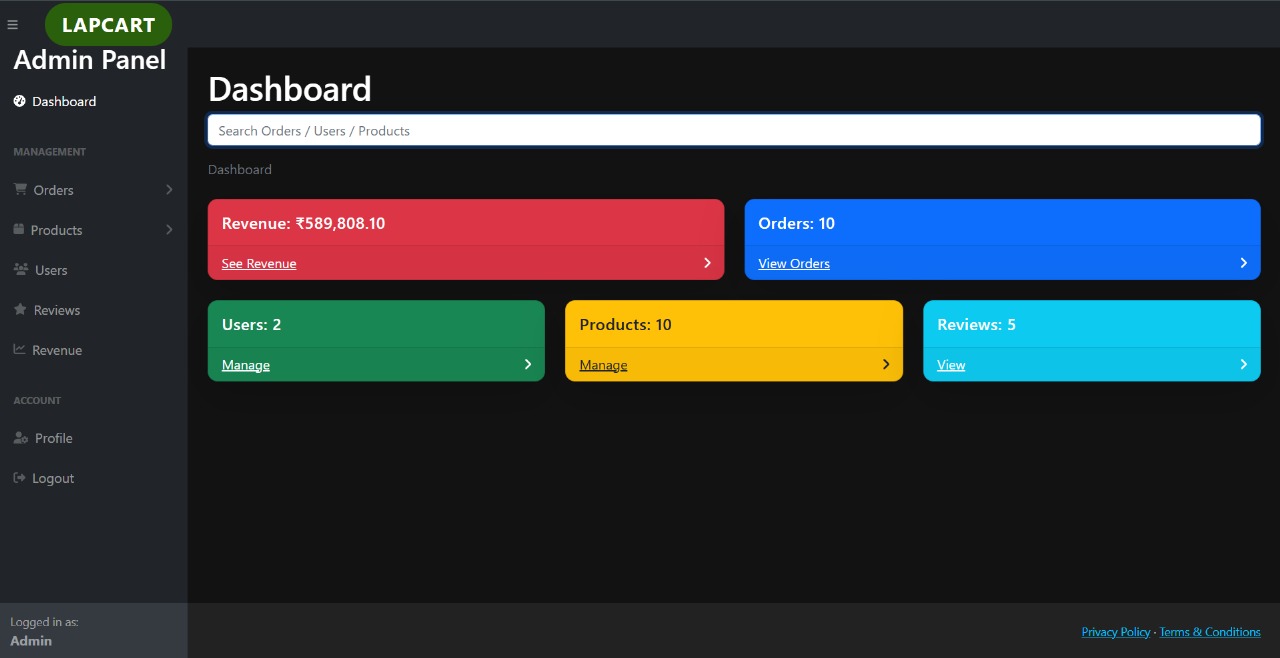 LAPCART
Admin Panel
Dashboard
MANAGEMENT
Orders
Products
Users
Reviews
Revenue
ACCOUNT
Profile
Logout
Logged in as:
Admin
Dashboard
Search Orders / Users / Products
Dashboard
Revenue: ₹589,808.10
See Revenue
Orders: 10
View Orders
Users: 2
Manage
Products: 10
Manage
Reviews: 5
View
Privacy Policy · Terms & Conditions